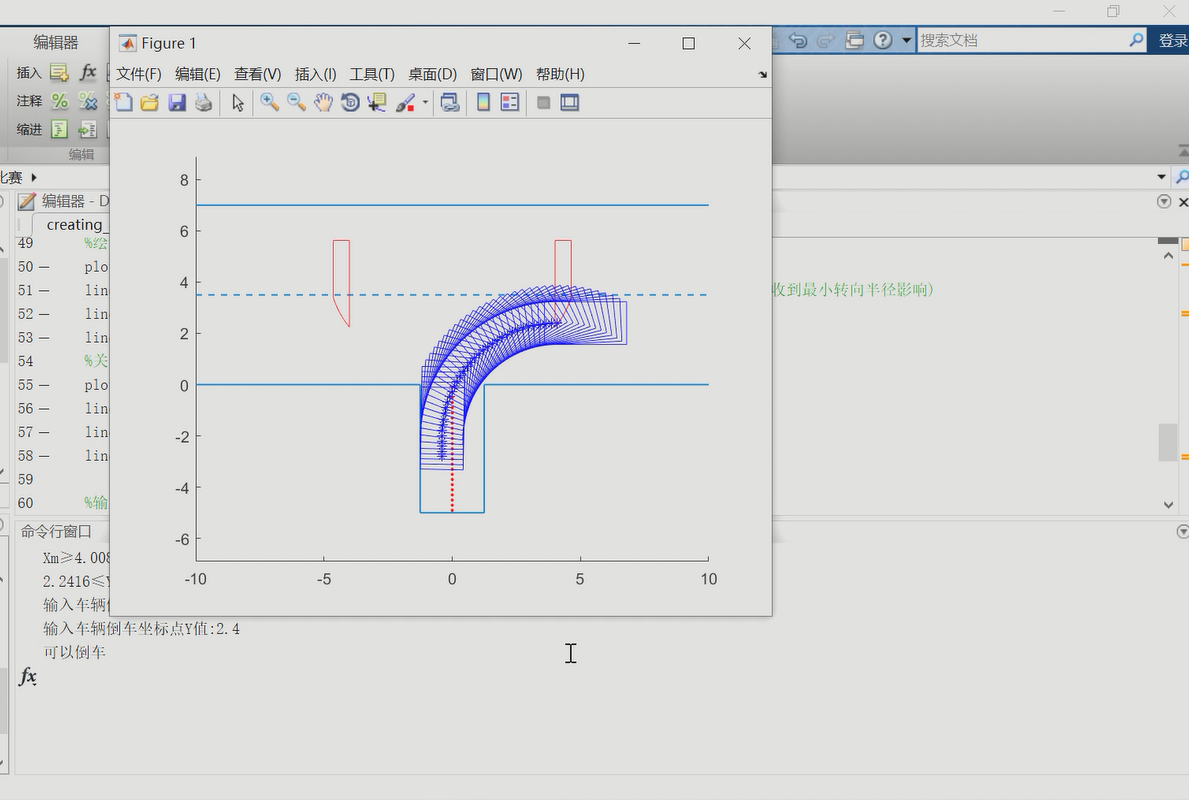 编辑器
Figure 1
搜索文档
登录
文件(F) 编辑(E) 查看(V) 插入(I) 工具(T) 桌面(D) 窗口(W) 帮助(H)
插入 fx
注释
缩进
编辑
比赛
编辑器 - D
creating_
49 %绘
50 — plo
51 — lin 收到最小转向半径影响)
52 — lin
53 — lin
54 %关
55 — plo
56 — lin
57 — lin
58 — lin
59
60 %输
8
6
4
2
0
-2
-4
-6
-10 -5 0 5 10
命令行窗口
Xm≥4.008
2.2416≤Y
输入车辆倒
输入车辆倒车坐标点Y值:2.4
可以倒车
fx